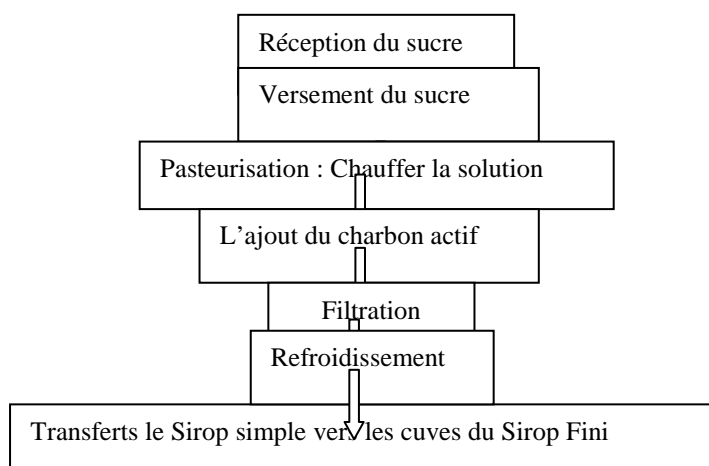 Réception du sucre
Versement du sucre
Pasteurisation : Chauffer la solution
L’ajout du charbon actif
Filtration
Refroidissement
Transferts le Sirop simple vers les cuves du Sirop Fini